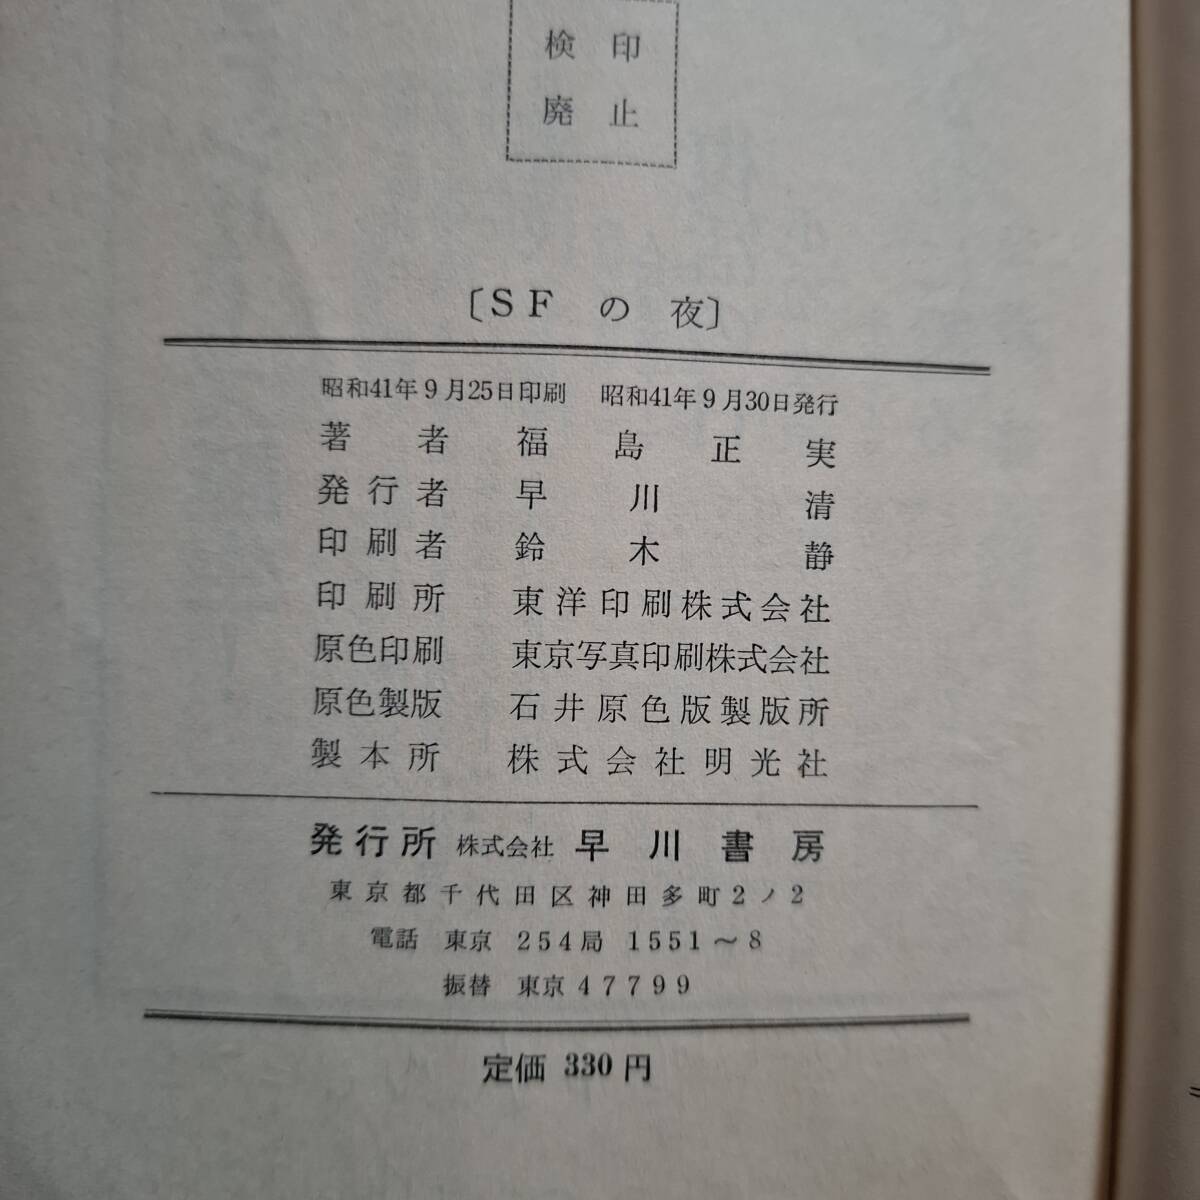 検印
廃止
〔SFの夜〕
昭和41年9月25日印刷 昭和41年9月30日発行
著者 福島正実
発行者 早川清
印刷者 鈴木静
印刷所 東洋印刷株式会社
原色印刷 東京写真印刷株式会社
原色製版 石井原色版製版所
製本所 株式会社明光社
発行所 株式会社 早川書房
東京都千代田区神田多町2ノ2
電話 東京 254局 1551~8
振替 東京 47799
定価 330円